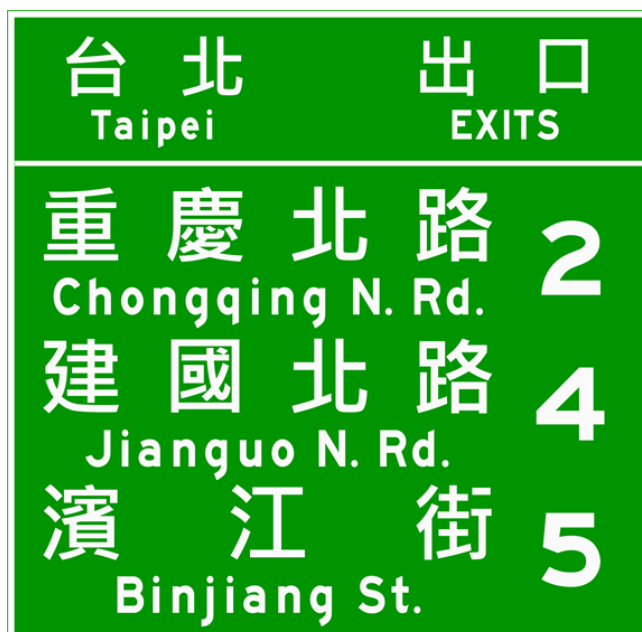 台北 出口
Taipei EXITS
重慶北路 2
Chongqing N. Rd.
建國北路 4
Jianguo N. Rd.
濱江街 5
Binjiang St.